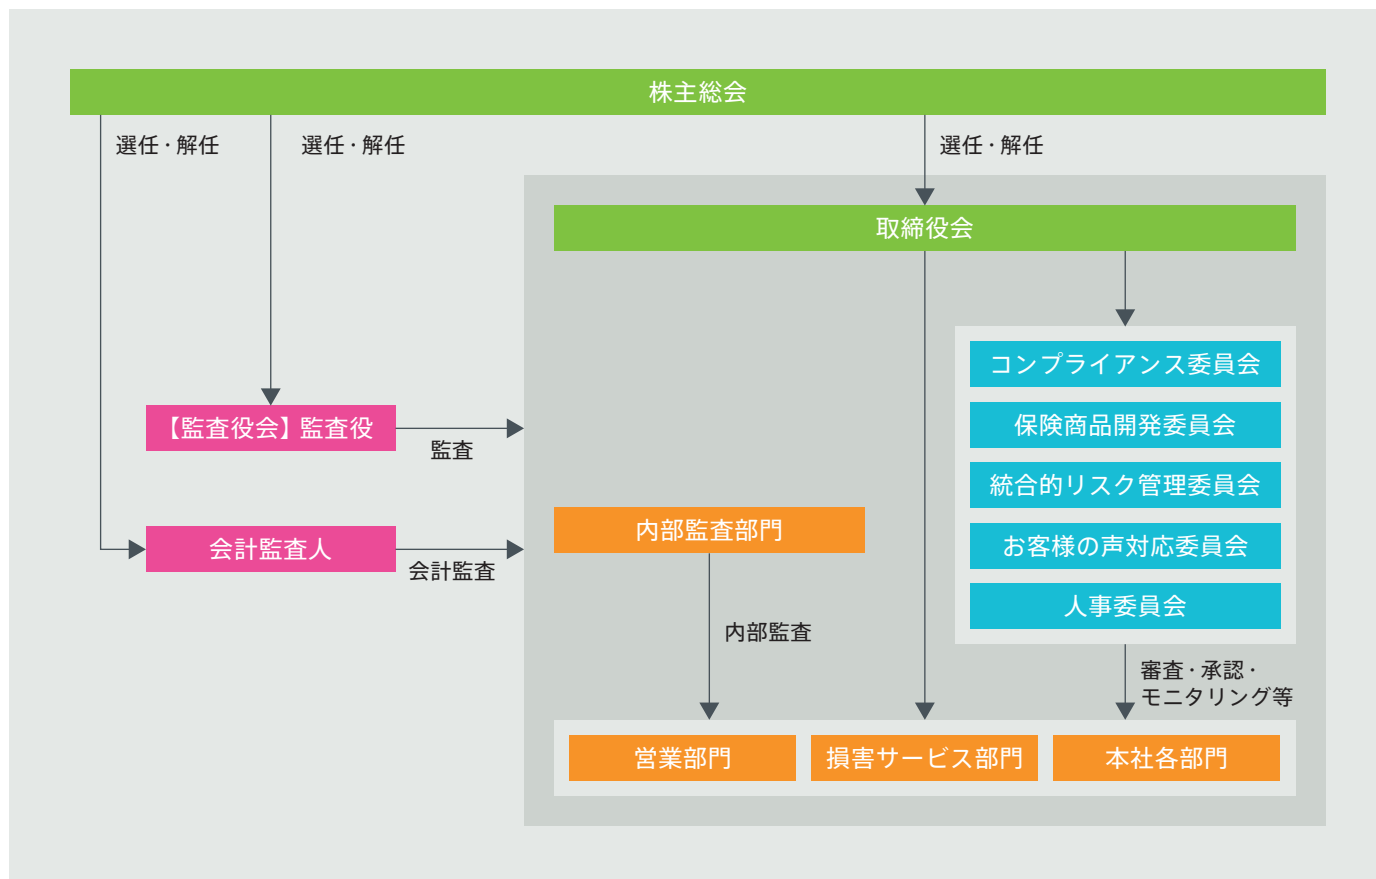 株主総会
選任・解任
選任・解任
選任・解任
取締役会
コンプライアンス委員会
保険商品開発委員会
統合的リスク管理委員会
お客様の声対応委員会
人事委員会
【監査役会】監査役
監査
会計監査人
会計監査
内部監査部門
内部監査
審査・承認・
モニタリング等
営業部門
損害サービス部門
本社各部門